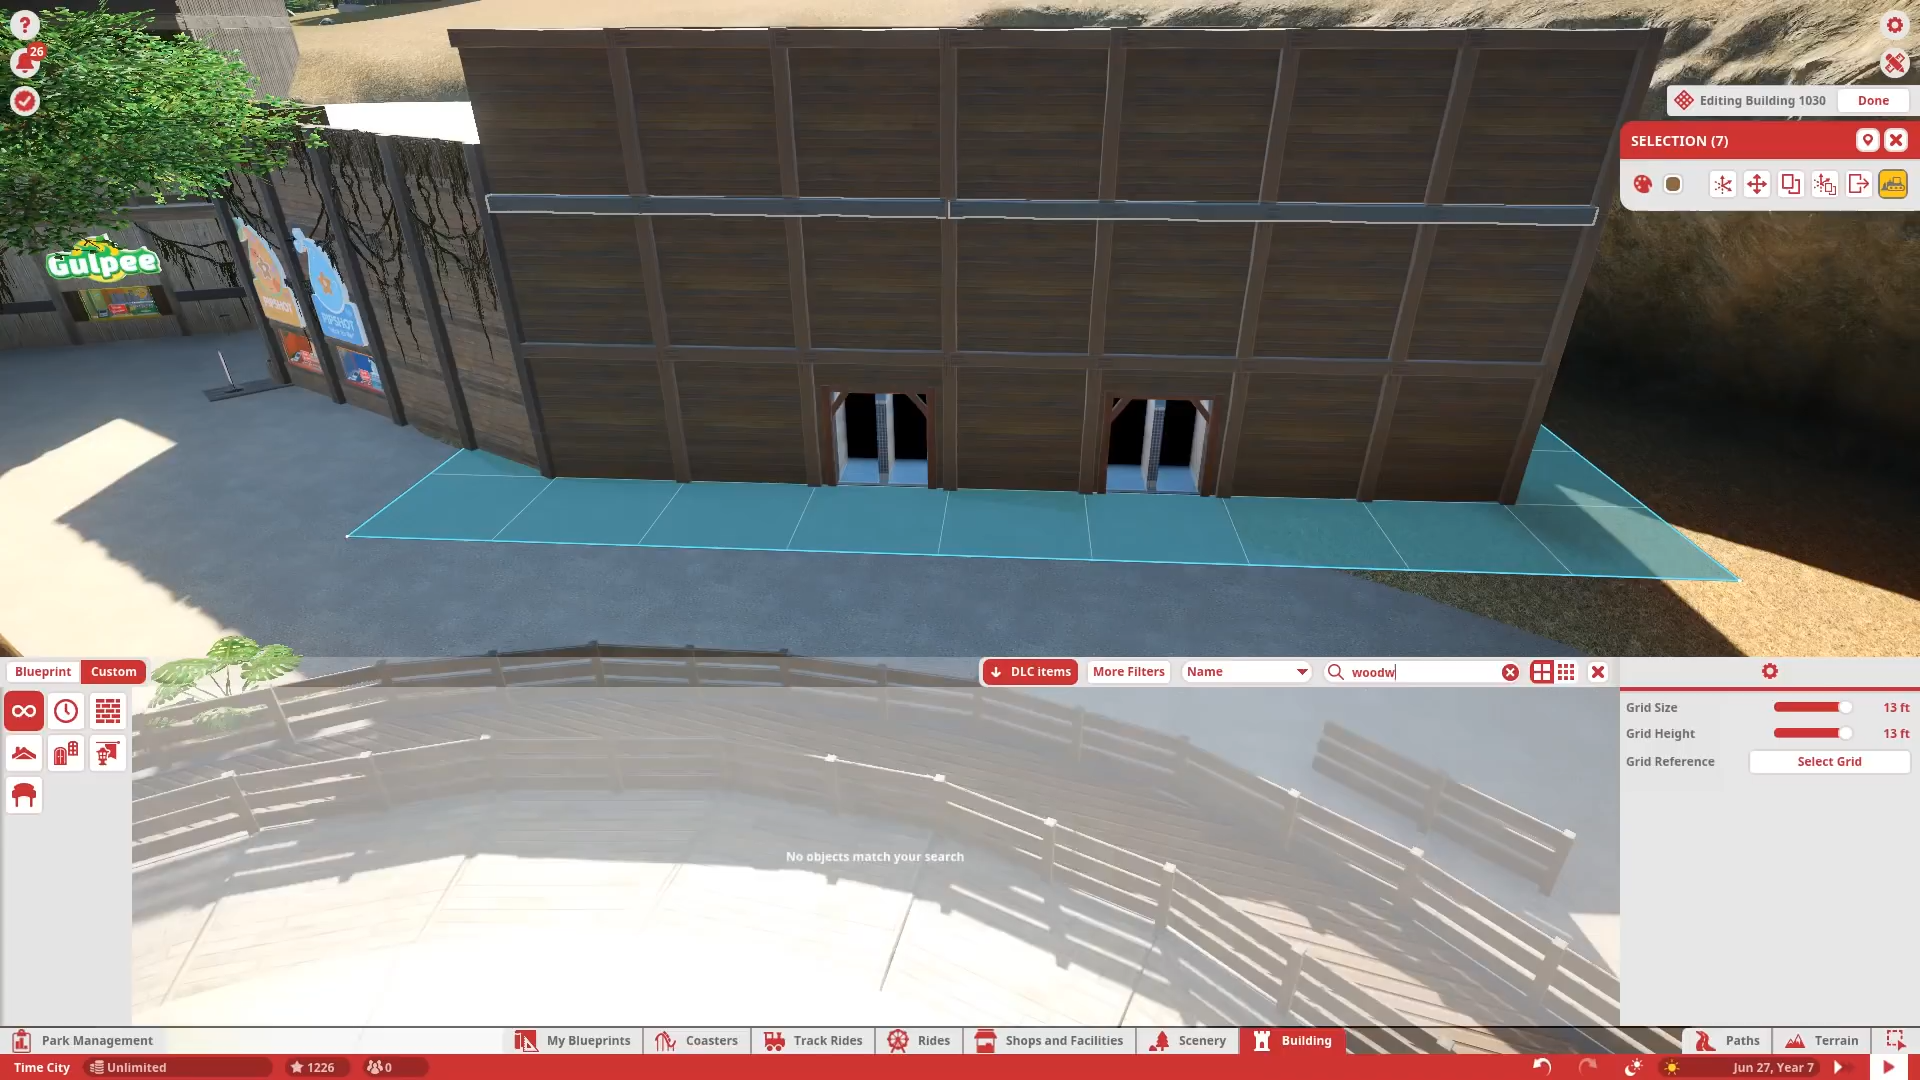 ?
26
Editing Building 1030
Done
SELECTION (7)
Gulpee
PIPSHOT
PIPSHOT
Blueprint
Custom
DLC items
More Filters
Name
woodw
Grid Size
13 ft
Grid Height
13 ft
Grid Reference
Select Grid
No objects match your search
Park Management
My Blueprints
Coasters
Track Rides
Rides
Shops and Facilities
Scenery
Building
Paths
Terrain
Time City
Unlimited
1226
0
Jun 27, Year 7